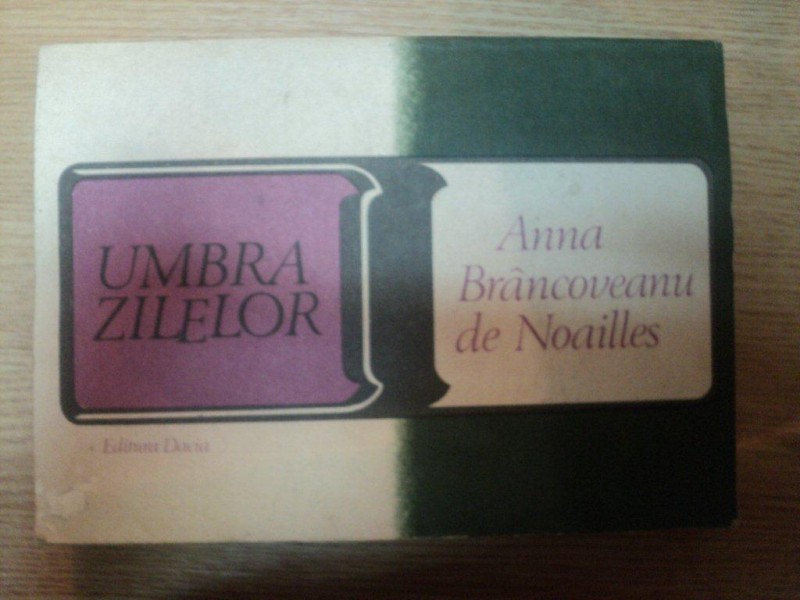 UMBRA
ZILELOR
Anna
Brâncoveanu
de Noailles
Editura Dacia